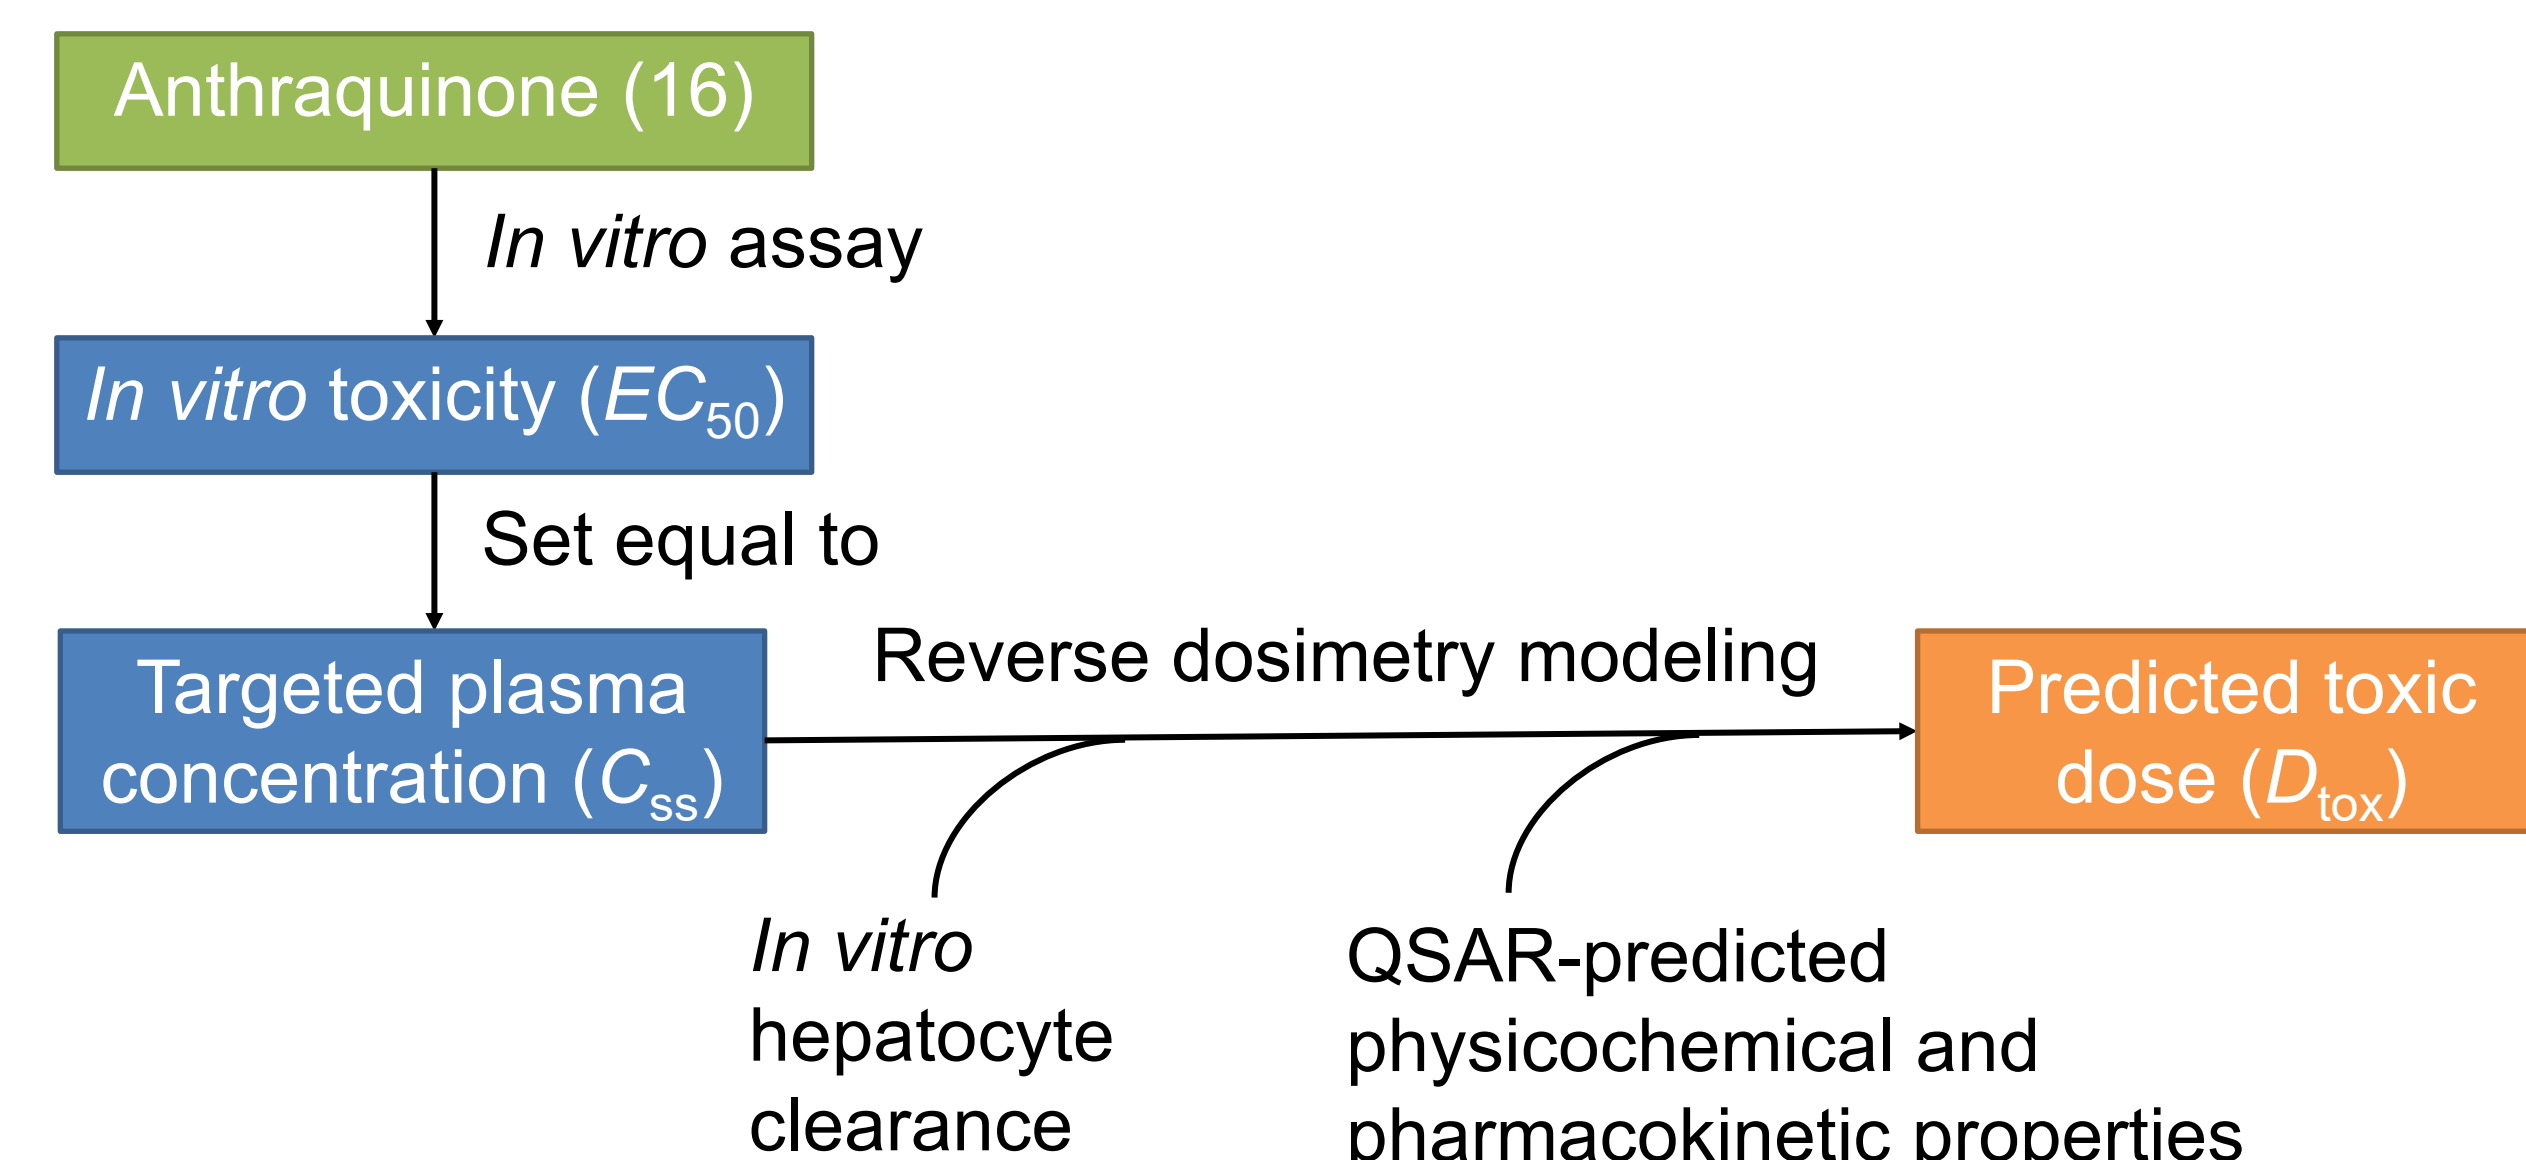 Anthraquinone (16)
In vitro assay
In vitro toxicity (EC50)
Set equal to
Targeted plasma
concentration (Css)
Reverse dosimetry modeling
Predicted toxic
dose (Dtox)
In vitro
hepatocyte
clearance
QSAR-predicted
physicochemical and
pharmacokinetic properties